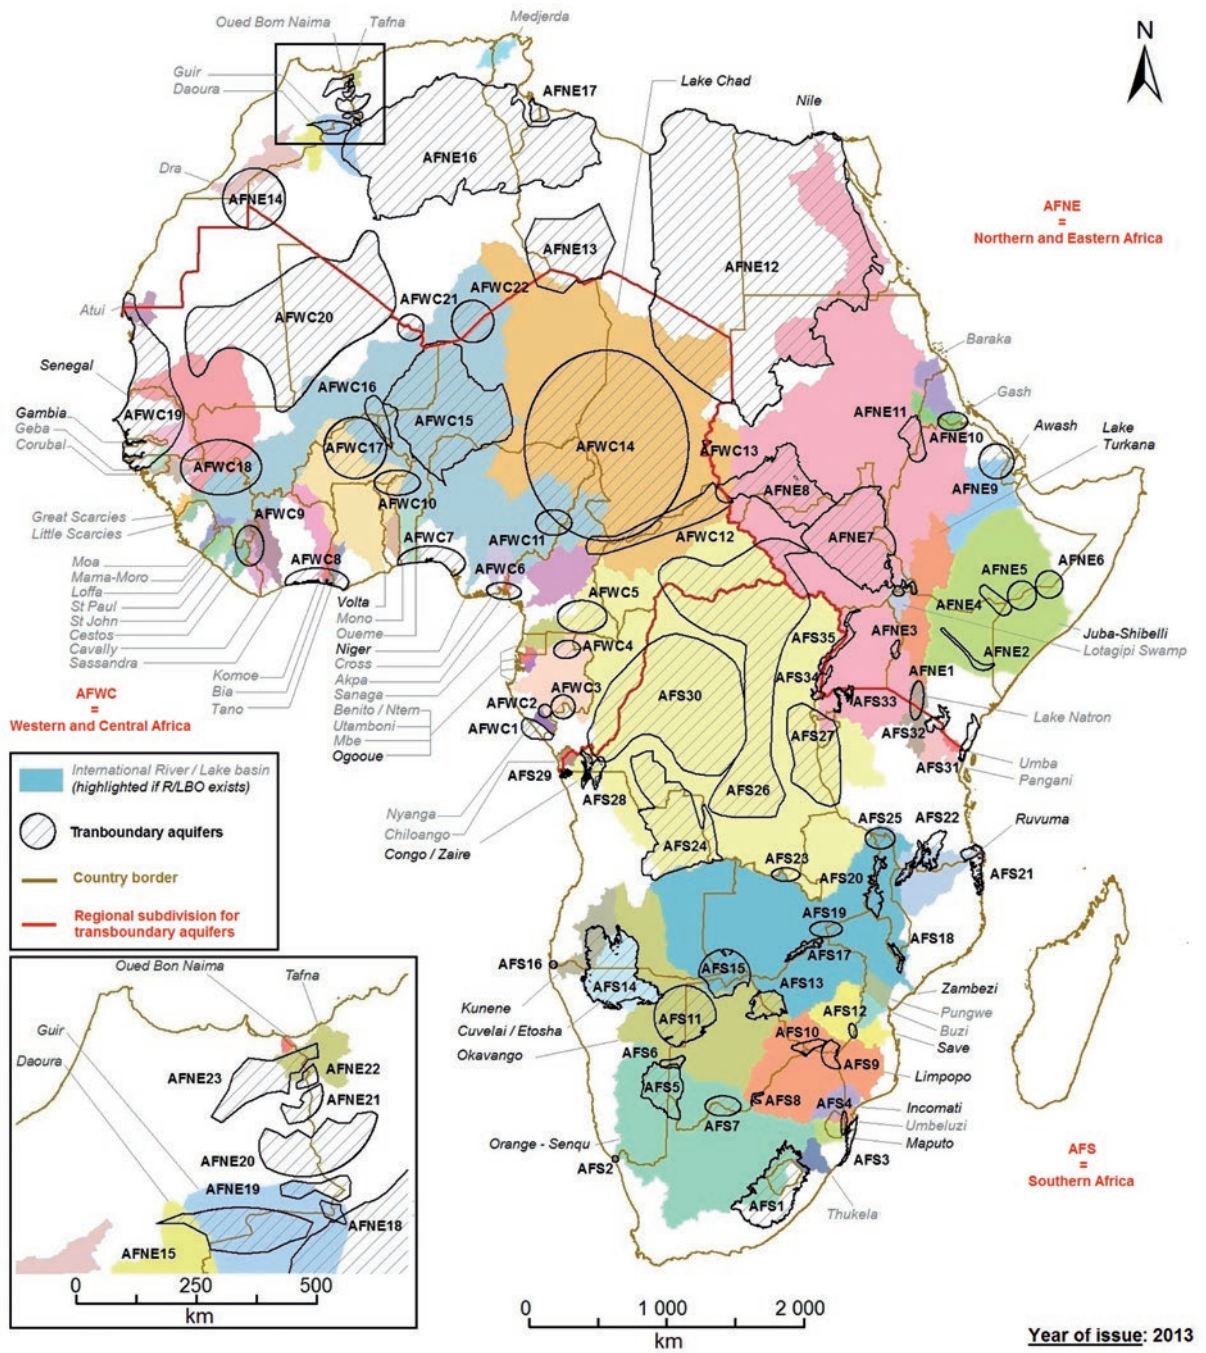 Oued Bom Naima
Tafna
Medjerda
N
Guir
Daoura
AFNE17
Lake Chad
Nile
AFNE16
Dra
AFNE14
AFNE
=
Northern and Eastern Africa
AFNE13
AFNE12
AFWC22
AFWC21
Atui
AFWC20
Baraka
Senegal
AFWC16
Gash
AFWC19
AFWC15
AFNE11
Lake
Turkana
Gambia
Geba
Corubal
AFWC17
AFWC14
AFWC13
AFNE10
Awash
AFWC18
AFNE8
AFNE9
AFWC10
Great Scarcies
Little Scarcies
AFWC9
AFWC7
AFWC11
AFWC12
AFNE7
AFWC8
AFWC6
AFNE6
AFNE5
Moa
Mama-Moro
Loffa
St Paul
St John
Cestos
Cavally
Sassandra
Volta
Mono
Oueme
Niger
Cross
Akpa
Sanaga
Benito / Ntem
Utamboni
Mbe
Ogooue
AFWC5
AFNE4
AFWC4
AFS35
AFNE3
Juba-Shibelli
Lotagipi Swamp
AFNE2
Komoe
Bia
Tano
AFWC3
AFS34
AFNE1
AFWC
=
Western and Central Africa
AFWC2
AFS30
AFS33
Lake Natron
AFWC1
AFS27
AFS32
AFS29
AFS31
Umba
Pangani
International River / Lake basin
(highlighted if R/LBO exists)
Tranboundary aquifers
Country border
Regional subdivision for
transboundary aquifers
AFS28
AFS26
Nyanga
Chiloango
Congo / Zaire
AFS24
AFS25
AFS22
Ruvuma
AFS23
AFS20
AFS21
AFS19
AFS18
AFS16
AFS15
AFS17
AFS14
AFS13
Zambezi
Kunene
Cuvelai / Etosha
Okavango
AFS11
AFS12
Pungwe
Buzi
Save
AFS10
AFS6
AFS9
Limpopo
AFS5
AFS8
AFS4
Incomati
Umbeluzi
Maputo
AFS7
Orange - Senqu
AFS2
AFS3
AFS
=
Southern Africa
AFS1
Thukela
Oued Bon Naima
Tafna
Guir
Daoura
AFNE23
AFNE22
AFNE21
AFNE20
AFNE19
AFNE18
AFNE15
0 250 500
km
0 1 000 2 000
km
Year of issue: 2013